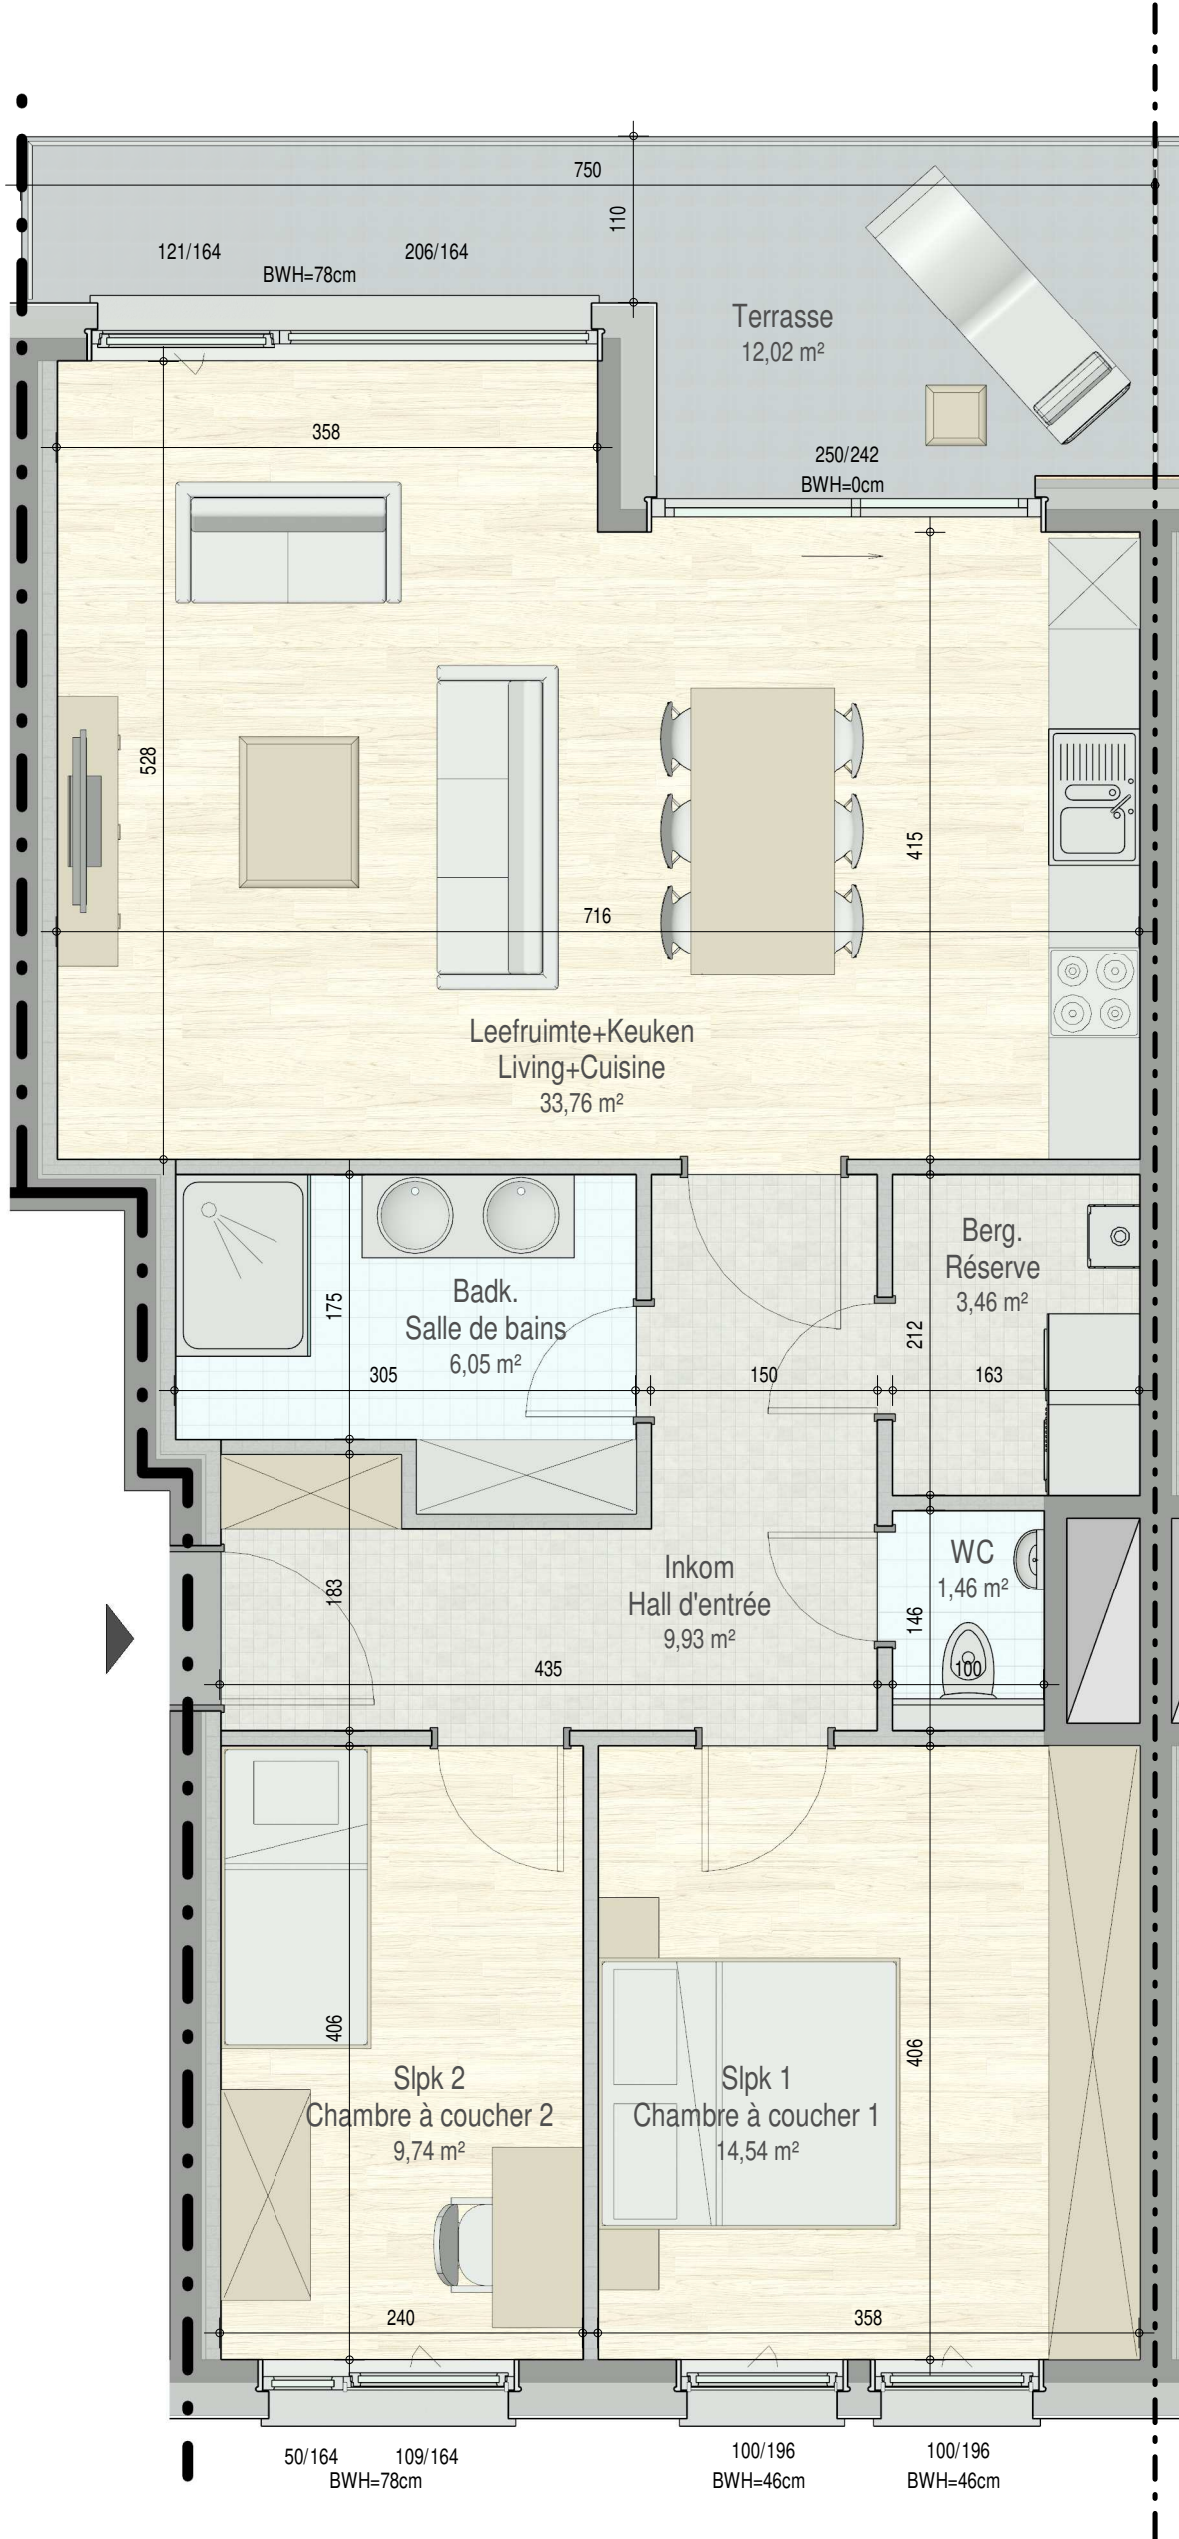 750
110
121/164
206/164
BWH=78cm
Terrasse
12,02 m²
358
250/242
BWH=0cm
528
415
716
Leefruimte+Keuken
Living+Cuisine
33,76 m²
175
Badk.
Salle de bains
6,05 m²
305
150
Berg.
Réserve
3,46 m²
212
163
183
Inkom
Hall d'entrée
9,93 m²
435
WC
1,46 m²
146
100
406
Slpk 2
Chambre à coucher 2
9,74 m²
406
Slpk 1
Chambre à coucher 1
14,54 m²
240
358
50/164
109/164
BWH=78cm
100/196
BWH=46cm
100/196
BWH=46cm